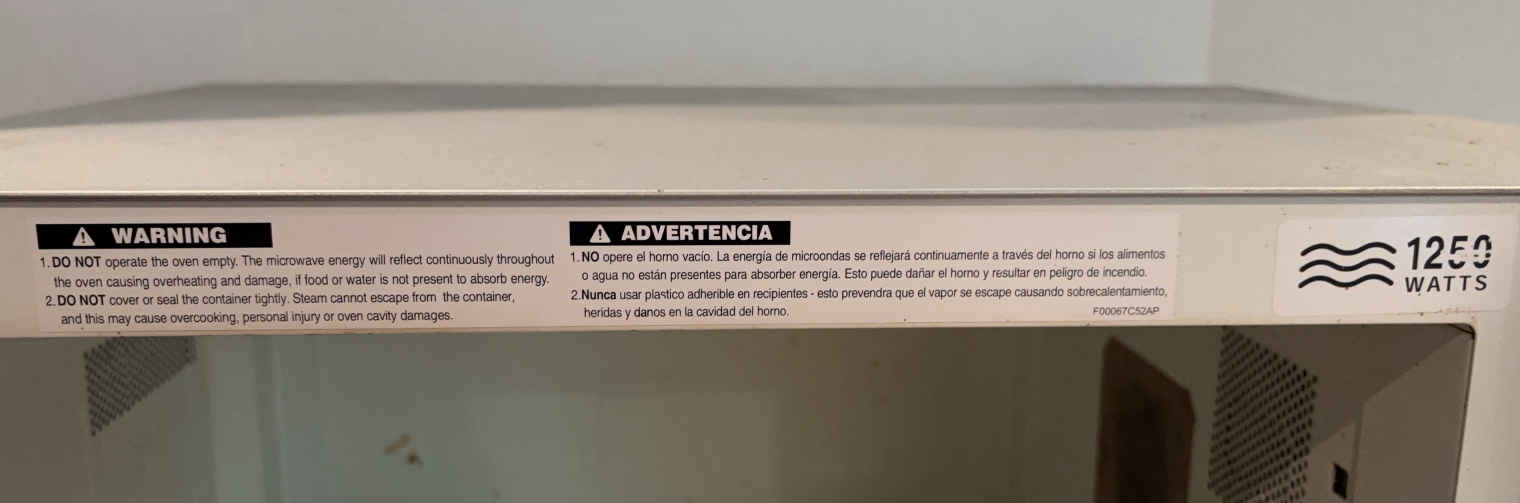 WARNING
1. DO NOT operate the oven empty. The microwave energy will reflect continuously throughout
the oven causing overheating and damage, if food or water is not present to absorb energy.
2. DO NOT cover or seal the container tightly. Steam cannot escape from the container,
and this may cause overcooking, personal injury or oven cavity damages.
ADVERTENCIA
1. NO opere el horno vacío. La energía de microondas se reflejará continuamente a través del horno si los alimentos
o agua no están presentes para absorber energía. Esto puede dañar el horno y resultar en peligro de incendio.
2.Nunca usar plastico adherible en recipientes - esto prevendra que el vapor se escape causando sobrecalentamiento,
heridas y danos en la cavidad del horno.
F00067C52AP
1250
WATTS